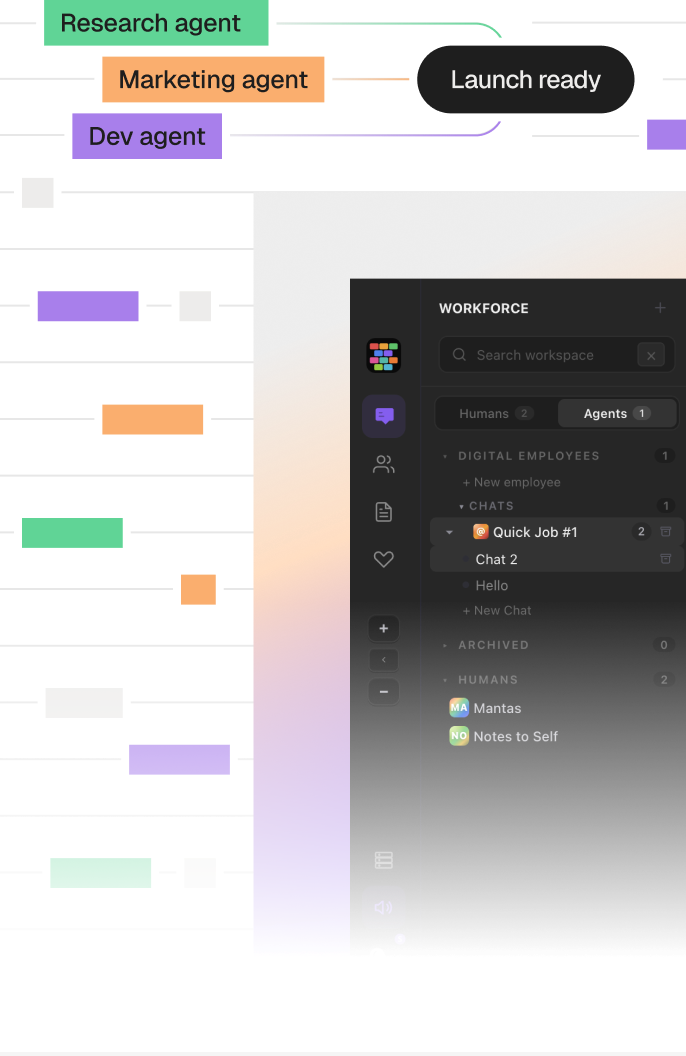 Research agent
Marketing agent
Launch ready
Dev agent
WORKFORCE
Search workspace
Humans 2
Agents 1
DIGITAL EMPLOYEES 1
+ New employee
CHATS 1
Quick Job #1 2
Chat 2
Hello
+ New Chat
ARCHIVED 0
HUMANS 2
MA Mantas
NO Notes to Self